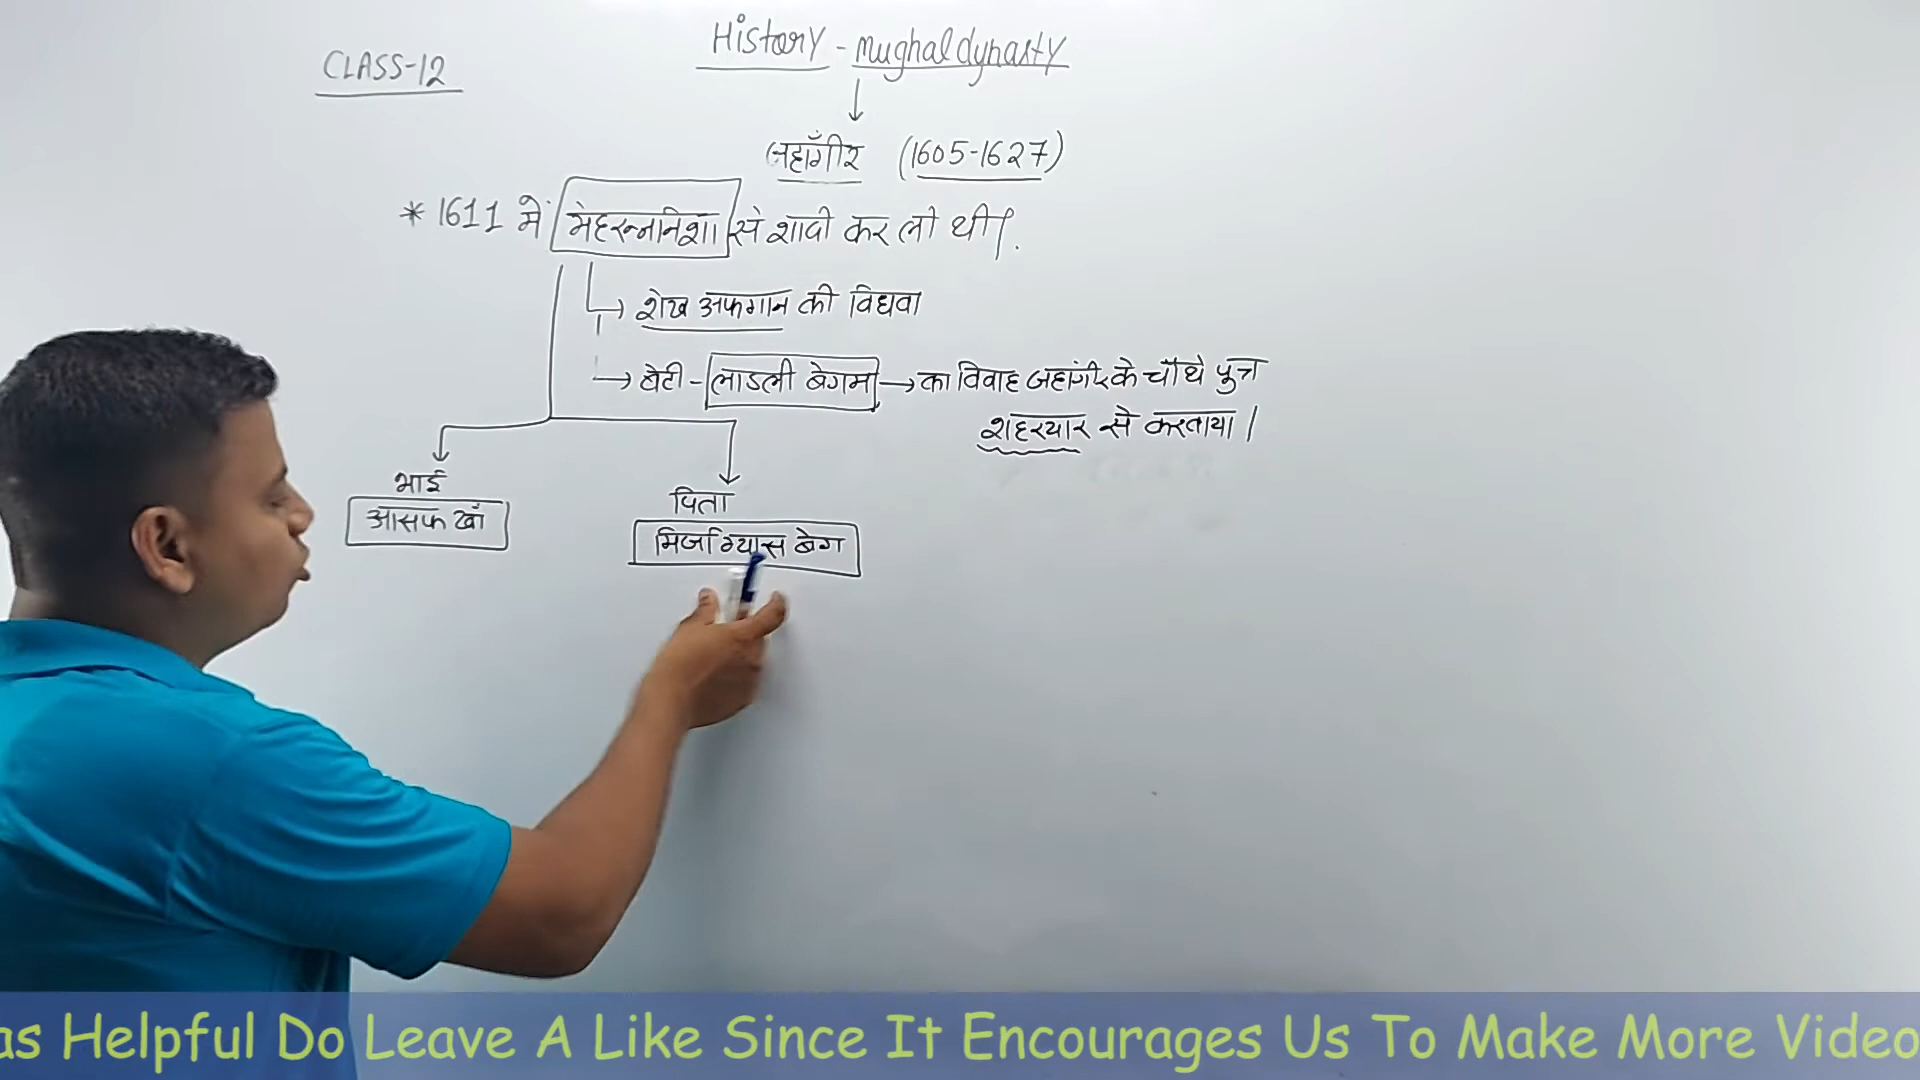 CLASS-12
History - mughal dynasty
जहाँगीर (1605-1627)
* 1611 में मेहरून्ननिशा से शादी कर ली थी।
शेख अफगान की विधवा
बेटी - लाडली बेगम → का विवाह जहांगीर के चौथे पुत्र
शहरयार से करवाया।
भाई
आसफ खाँ
पिता
मिर्जा ग्यास बेग
as Helpful Do Leave A Like Since It Encourages Us To Make More Video